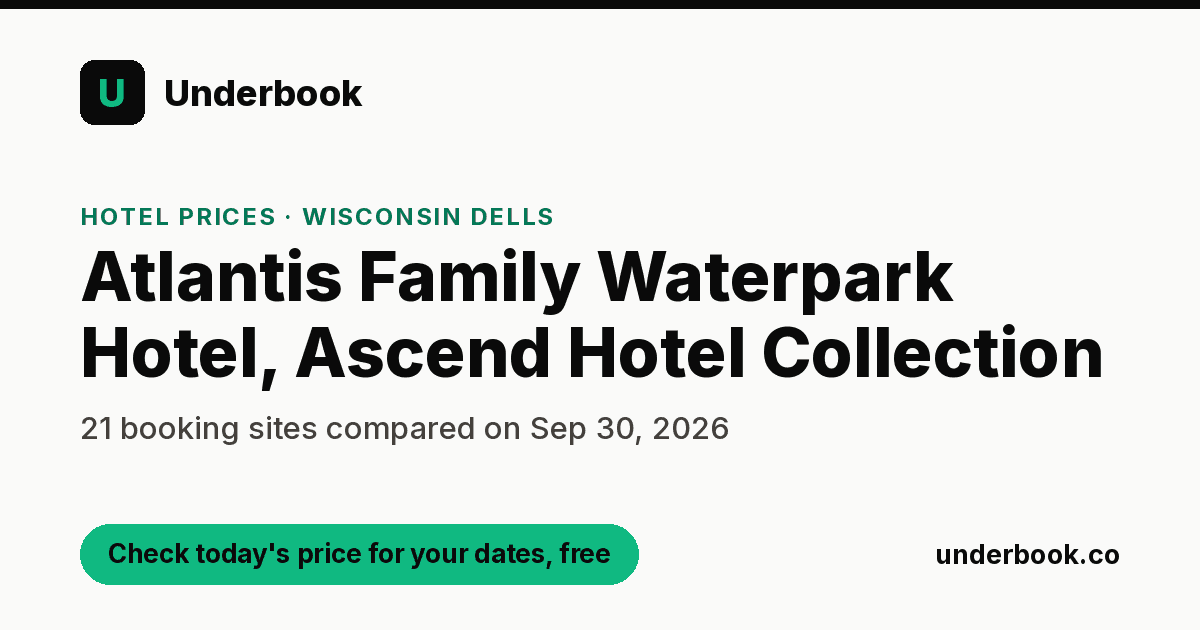 U
Underbook
HOTEL PRICES · WISCONSIN DELLS
Atlantis Family Waterpark
Hotel, Ascend Hotel Collection
21 booking sites compared on Sep 30, 2026
Check today's price for your dates, free
underbook.co